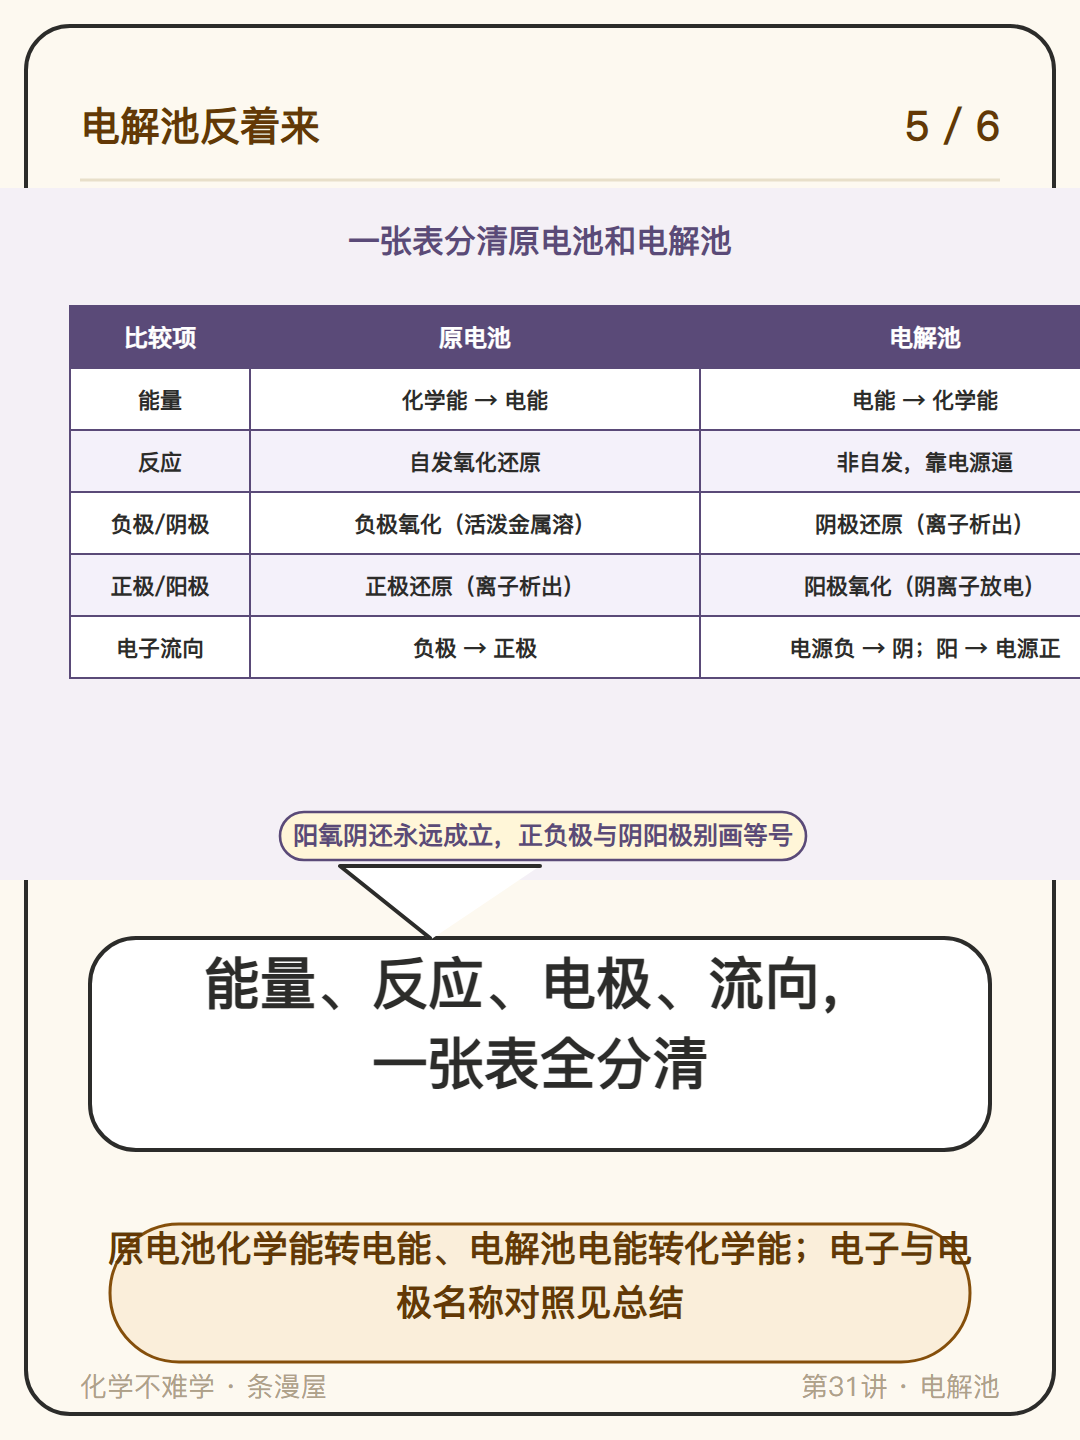 电解池反着来
5 / 6
一张表分清原电池和电解池
比较项 原电池 电解池
能量 化学能 → 电能 电能 → 化学能
反应 自发氧化还原 非自发，靠电源逼
负极/阴极 负极氧化（活泼金属溶） 阴极还原（离子析出）
正极/阳极 正极还原（离子析出） 阳极氧化（阴离子放电）
电子流向 负极 → 正极 电源负 → 阴；阳 → 电源正
阳氧阴还永远成立，正负极与阴阳极别画等号
能量、反应、电极、流向，
一张表全分清
原电池化学能转电能、电解池电能转化学能；电子与电
极名称对照见总结
化学不难学 · 条漫屋
第31讲 · 电解池